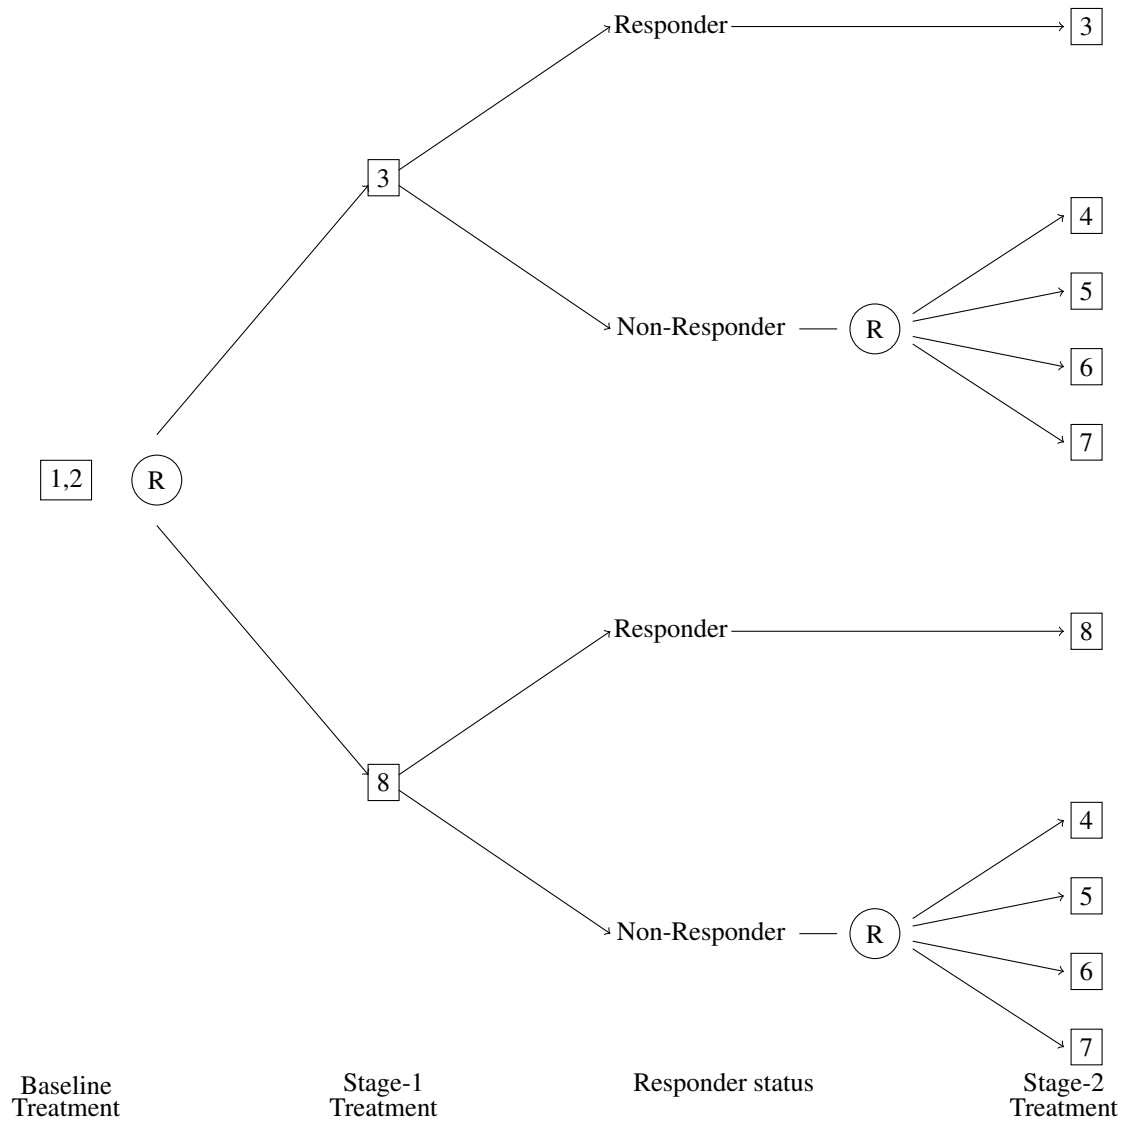 Responder
3
3
4
5
Non-Responder
R
6
7
1,2
R
Responder
8
8
4
5
Non-Responder
R
6
7
Baseline
Treatment
Stage-1
Treatment
Responder status
Stage-2
Treatment